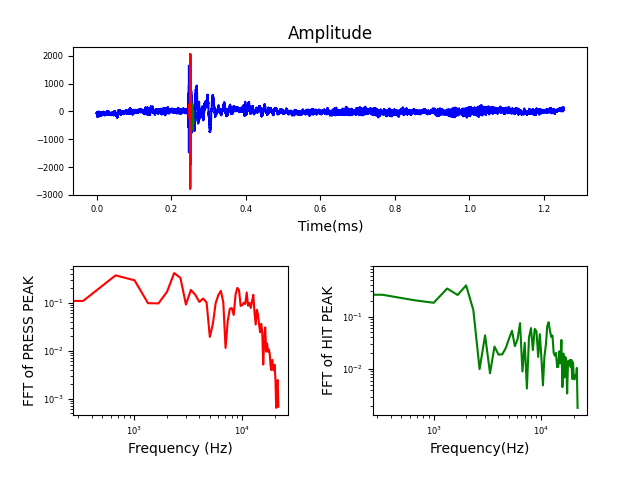 Amplitude
2000
1000
0
−1000
−2000
−3000
0.0 0.2 0.4 0.6 0.8 1.0 1.2
Time(ms)
FFT of PRESS PEAK
10⁻¹
10⁻²
10⁻³
10³ 10⁴
Frequency (Hz)
FFT of HIT PEAK
10⁻¹
10⁻²
10³ 10⁴
Frequency(Hz)